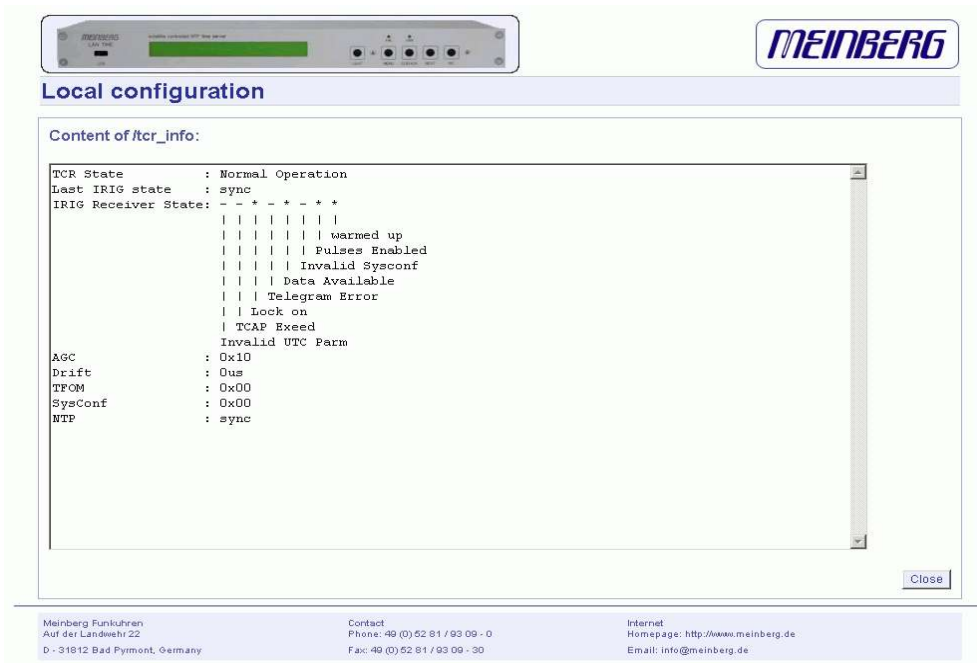 MEINBERG
LAN TIME
MEINBERG
Local configuration
Content of /tcr_info:
TCR State : Normal Operation
Last IRIG state : sync
IRIG Receiver State: - - * - * - * *
| | | | | | | |
| | | | | | | warmed up
| | | | | | Pulses Enabled
| | | | | Invalid Sysconf
| | | | Data Available
| | | Telegram Error
| | Lock on
| TCAP Exeed
Invalid UTC Parm
AGC : 0x10
Drift : 0us
TFOM : 0x00
SysConf : 0x00
NTP : sync
Close
Meinberg Funkuhren
Auf der Landwehr 22
D - 31812 Bad Pyrmont, Germany
Contact
Phone: 49 (0) 52 81 / 93 09 - 0
Fax: 49 (0) 52 81 / 93 09 - 30
Internet
Homepage: http://www.meinberg.de
Email: info@meinberg.de